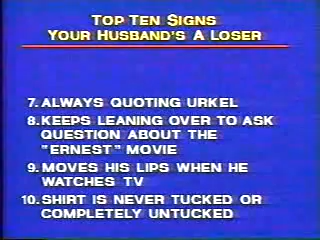 TOP TEN SIGNS
YOUR HUSBAND'S A LOSER
7. ALWAYS QUOTING URKEL
8. KEEPS LEANING OVER TO ASK
QUESTION ABOUT THE
"ERNEST" MOVIE
9. MOVES HIS LIPS WHEN HE
WATCHES TV
10. SHIRT IS NEVER TUCKED OR
COMPLETELY UNTUCKED